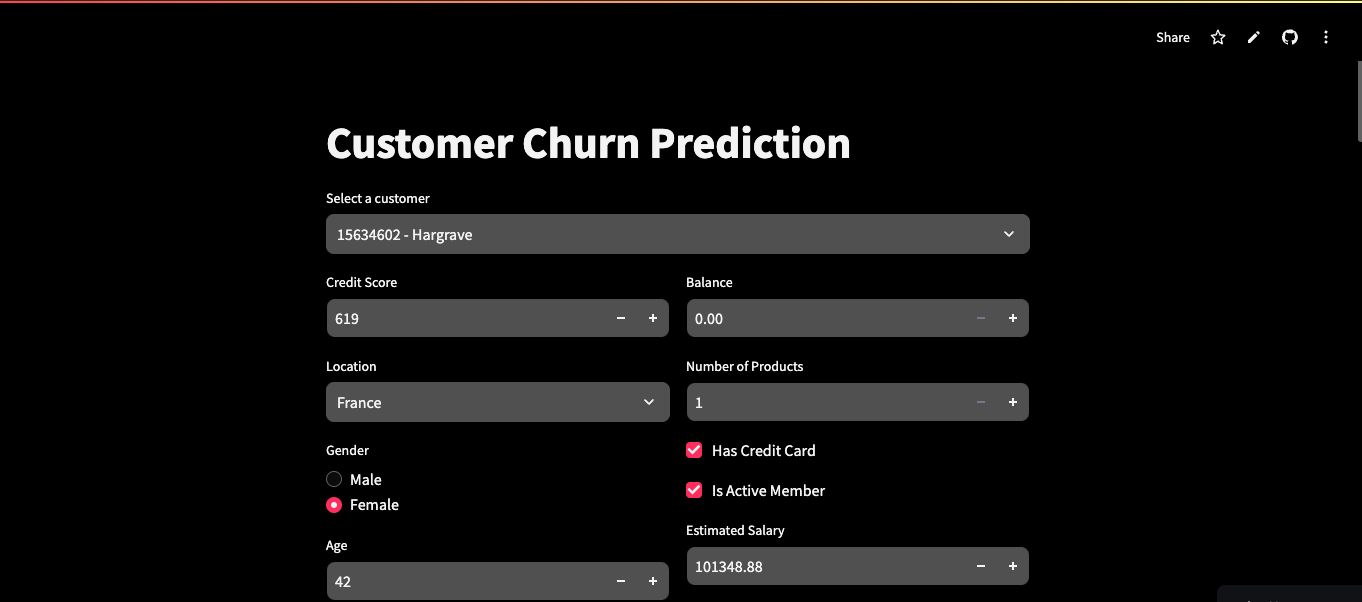 Share
Customer Churn Prediction
Select a customer
15634602 - Hargrave
Credit Score
619
Balance
0.00
Location
France
Number of Products
1
Gender
Male
Female
Has Credit Card
Is Active Member
Age
42
Estimated Salary
101348.88